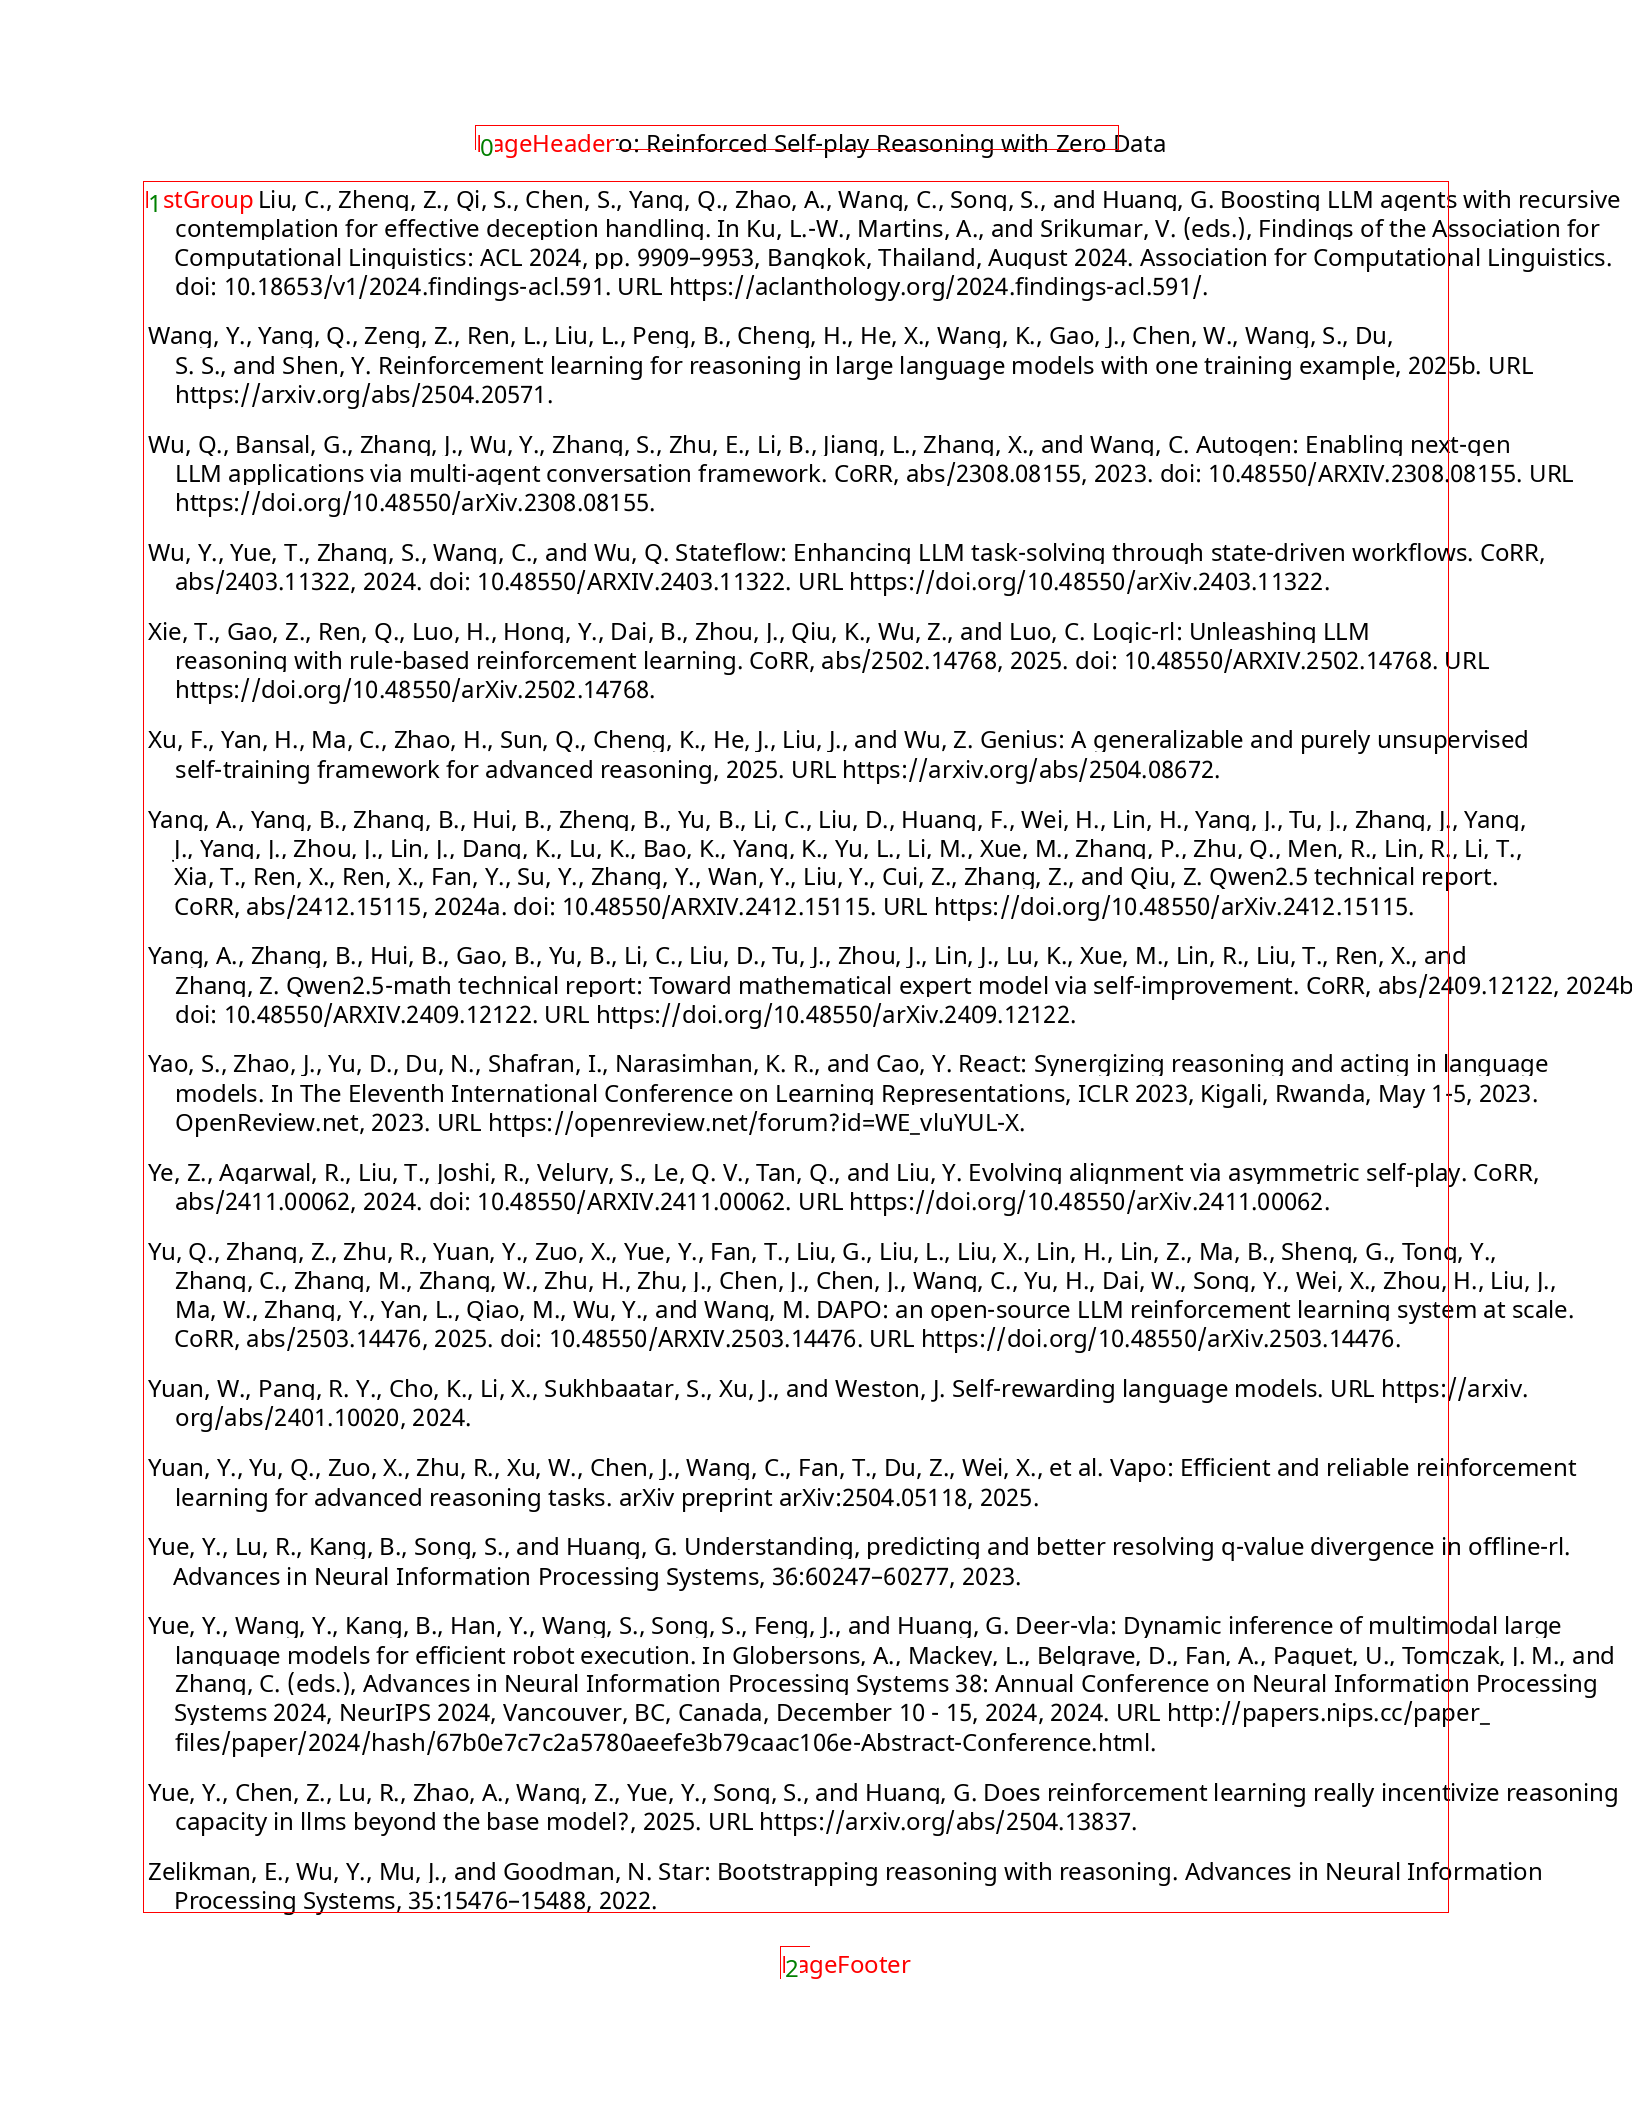 0ageHeadero: Reinforced Self-play Reasoning with Zero Data
1stGroup Liu, C., Zheng, Z., Qi, S., Chen, S., Yang, Q., Zhao, A., Wang, C., Song, S., and Huang, G. Boosting LLM agents with recursive
contemplation for effective deception handling. In Ku, L.-W., Martins, A., and Srikumar, V. (eds.), Findings of the Association for
Computational Linguistics: ACL 2024, pp. 9909–9953, Bangkok, Thailand, August 2024. Association for Computational Linguistics.
doi: 10.18653/v1/2024.findings-acl.591. URL https://aclanthology.org/2024.findings-acl.591/.
Wang, Y., Yang, Q., Zeng, Z., Ren, L., Liu, L., Peng, B., Cheng, H., He, X., Wang, K., Gao, J., Chen, W., Wang, S., Du,
S. S., and Shen, Y. Reinforcement learning for reasoning in large language models with one training example, 2025b. URL
https://arxiv.org/abs/2504.20571.
Wu, Q., Bansal, G., Zhang, J., Wu, Y., Zhang, S., Zhu, E., Li, B., Jiang, L., Zhang, X., and Wang, C. Autogen: Enabling next-gen
LLM applications via multi-agent conversation framework. CoRR, abs/2308.08155, 2023. doi: 10.48550/ARXIV.2308.08155. URL
https://doi.org/10.48550/arXiv.2308.08155.
Wu, Y., Yue, T., Zhang, S., Wang, C., and Wu, Q. Stateflow: Enhancing LLM task-solving through state-driven workflows. CoRR,
abs/2403.11322, 2024. doi: 10.48550/ARXIV.2403.11322. URL https://doi.org/10.48550/arXiv.2403.11322.
Xie, T., Gao, Z., Ren, Q., Luo, H., Hong, Y., Dai, B., Zhou, J., Qiu, K., Wu, Z., and Luo, C. Logic-rl: Unleashing LLM
reasoning with rule-based reinforcement learning. CoRR, abs/2502.14768, 2025. doi: 10.48550/ARXIV.2502.14768. URL
https://doi.org/10.48550/arXiv.2502.14768.
Xu, F., Yan, H., Ma, C., Zhao, H., Sun, Q., Cheng, K., He, J., Liu, J., and Wu, Z. Genius: A generalizable and purely unsupervised
self-training framework for advanced reasoning, 2025. URL https://arxiv.org/abs/2504.08672.
Yang, A., Yang, B., Zhang, B., Hui, B., Zheng, B., Yu, B., Li, C., Liu, D., Huang, F., Wei, H., Lin, H., Yang, J., Tu, J., Zhang, J., Yang,
J., Yang, J., Zhou, J., Lin, J., Dang, K., Lu, K., Bao, K., Yang, K., Yu, L., Li, M., Xue, M., Zhang, P., Zhu, Q., Men, R., Lin, R., Li, T.,
Xia, T., Ren, X., Ren, X., Fan, Y., Su, Y., Zhang, Y., Wan, Y., Liu, Y., Cui, Z., Zhang, Z., and Qiu, Z. Qwen2.5 technical report.
CoRR, abs/2412.15115, 2024a. doi: 10.48550/ARXIV.2412.15115. URL https://doi.org/10.48550/arXiv.2412.15115.
Yang, A., Zhang, B., Hui, B., Gao, B., Yu, B., Li, C., Liu, D., Tu, J., Zhou, J., Lin, J., Lu, K., Xue, M., Lin, R., Liu, T., Ren, X., and
Zhang, Z. Qwen2.5-math technical report: Toward mathematical expert model via self-improvement. CoRR, abs/2409.12122, 2024b
doi: 10.48550/ARXIV.2409.12122. URL https://doi.org/10.48550/arXiv.2409.12122.
Yao, S., Zhao, J., Yu, D., Du, N., Shafran, I., Narasimhan, K. R., and Cao, Y. React: Synergizing reasoning and acting in language
models. In The Eleventh International Conference on Learning Representations, ICLR 2023, Kigali, Rwanda, May 1-5, 2023.
OpenReview.net, 2023. URL https://openreview.net/forum?id=WE_vluYUL-X.
Ye, Z., Agarwal, R., Liu, T., Joshi, R., Velury, S., Le, Q. V., Tan, Q., and Liu, Y. Evolving alignment via asymmetric self-play. CoRR,
abs/2411.00062, 2024. doi: 10.48550/ARXIV.2411.00062. URL https://doi.org/10.48550/arXiv.2411.00062.
Yu, Q., Zhang, Z., Zhu, R., Yuan, Y., Zuo, X., Yue, Y., Fan, T., Liu, G., Liu, L., Liu, X., Lin, H., Lin, Z., Ma, B., Sheng, G., Tong, Y.,
Zhang, C., Zhang, M., Zhang, W., Zhu, H., Zhu, J., Chen, J., Chen, J., Wang, C., Yu, H., Dai, W., Song, Y., Wei, X., Zhou, H., Liu, J.,
Ma, W., Zhang, Y., Yan, L., Qiao, M., Wu, Y., and Wang, M. DAPO: an open-source LLM reinforcement learning system at scale.
CoRR, abs/2503.14476, 2025. doi: 10.48550/ARXIV.2503.14476. URL https://doi.org/10.48550/arXiv.2503.14476.
Yuan, W., Pang, R. Y., Cho, K., Li, X., Sukhbaatar, S., Xu, J., and Weston, J. Self-rewarding language models. URL https://arxiv.
org/abs/2401.10020, 2024.
Yuan, Y., Yu, Q., Zuo, X., Zhu, R., Xu, W., Chen, J., Wang, C., Fan, T., Du, Z., Wei, X., et al. Vapo: Efficient and reliable reinforcement
learning for advanced reasoning tasks. arXiv preprint arXiv:2504.05118, 2025.
Yue, Y., Lu, R., Kang, B., Song, S., and Huang, G. Understanding, predicting and better resolving q-value divergence in offline-rl.
Advances in Neural Information Processing Systems, 36:60247–60277, 2023.
Yue, Y., Wang, Y., Kang, B., Han, Y., Wang, S., Song, S., Feng, J., and Huang, G. Deer-vla: Dynamic inference of multimodal large
language models for efficient robot execution. In Globersons, A., Mackey, L., Belgrave, D., Fan, A., Paquet, U., Tomczak, J. M., and
Zhang, C. (eds.), Advances in Neural Information Processing Systems 38: Annual Conference on Neural Information Processing
Systems 2024, NeurIPS 2024, Vancouver, BC, Canada, December 10 - 15, 2024, 2024. URL http://papers.nips.cc/paper_
files/paper/2024/hash/67b0e7c7c2a5780aeefe3b79caac106e-Abstract-Conference.html.
Yue, Y., Chen, Z., Lu, R., Zhao, A., Wang, Z., Yue, Y., Song, S., and Huang, G. Does reinforcement learning really incentivize reasoning
capacity in llms beyond the base model?, 2025. URL https://arxiv.org/abs/2504.13837.
Zelikman, E., Wu, Y., Mu, J., and Goodman, N. Star: Bootstrapping reasoning with reasoning. Advances in Neural Information
Processing Systems, 35:15476–15488, 2022.
2ageFooter